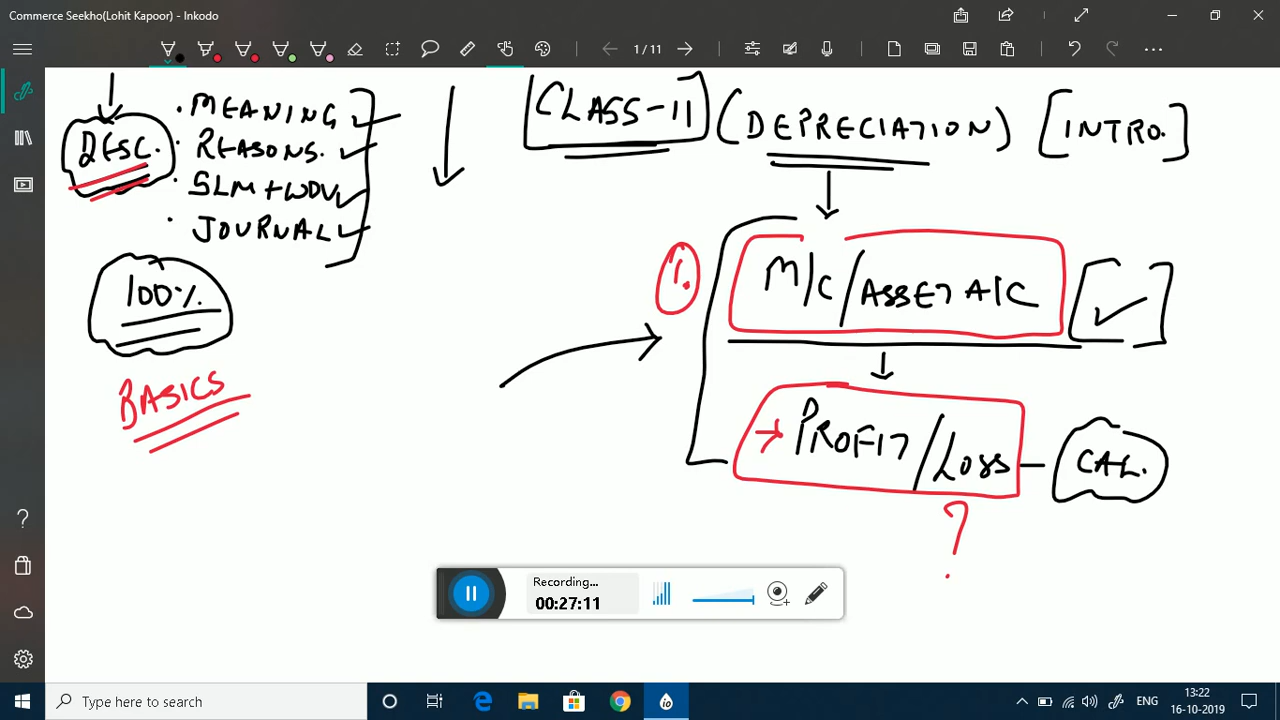 Commerce Seekho(Lohit Kapoor) - Inkodo
1/11
CLASS-11 (DEPRECIATION) [INTRO.]
DESC.
· MEANING
· REASONS.
· SLM+WDV
· JOURNAL
100%.
BASICS
1.
M/C/ASSET A/C
→ PROFIT/LOSS - CAL.
?
Recording...
00:27:11
Type here to search
ENG
13:22
16-10-2019